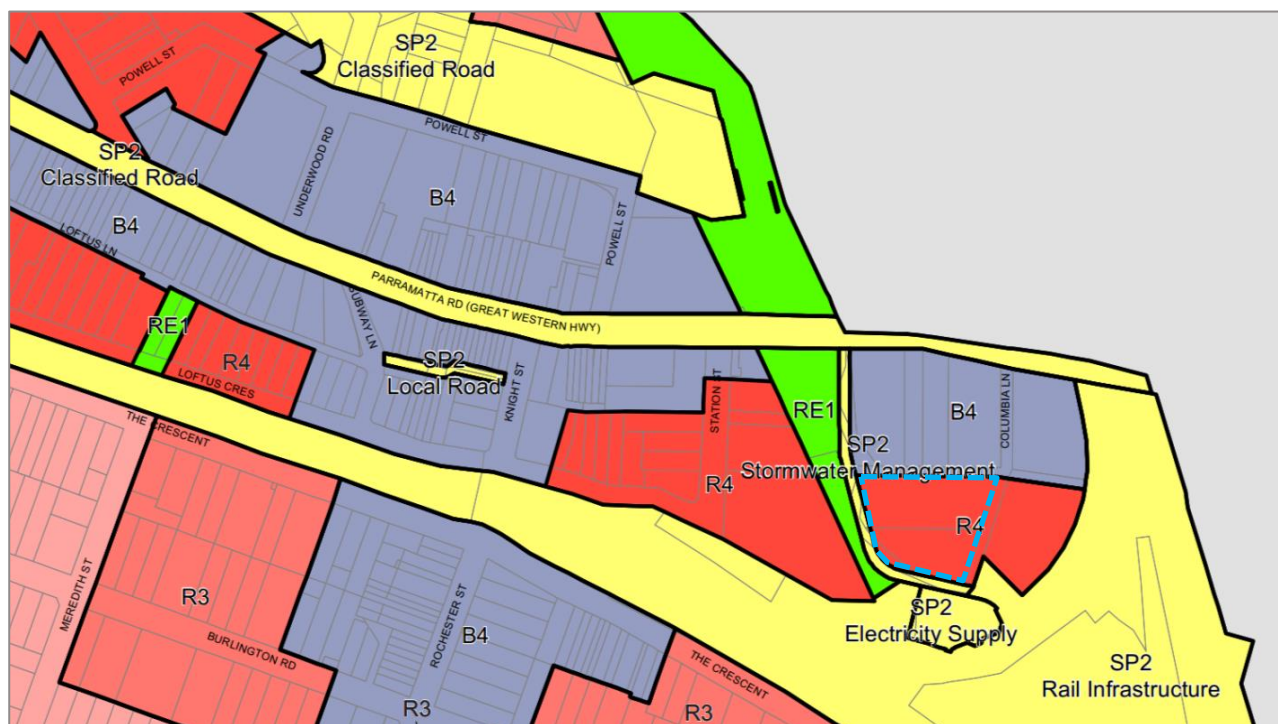 SP2
Classified Road
POWELL ST
POWELL ST
SP2
Classified Road
UNDERWOOD RD
B4
B4
LOFTUS LN
POWELL ST
PARRAMATTA RD (GREAT WESTERN HWY)
SUBWAY LN
RE1
R4
LOFTUS CRES
SP2
Local Road
KNIGHT ST
STATION ST
RE1
B4
COLUMBIA LN
SP2
Stormwater Management
THE CRESCENT
R4
R4
MEREDITH ST
R3
BURLINGTON RD
ROCHESTER ST
B4
SP2
Electricity Supply
THE CRESCENT
SP2
Rail Infrastructure
R3
R3